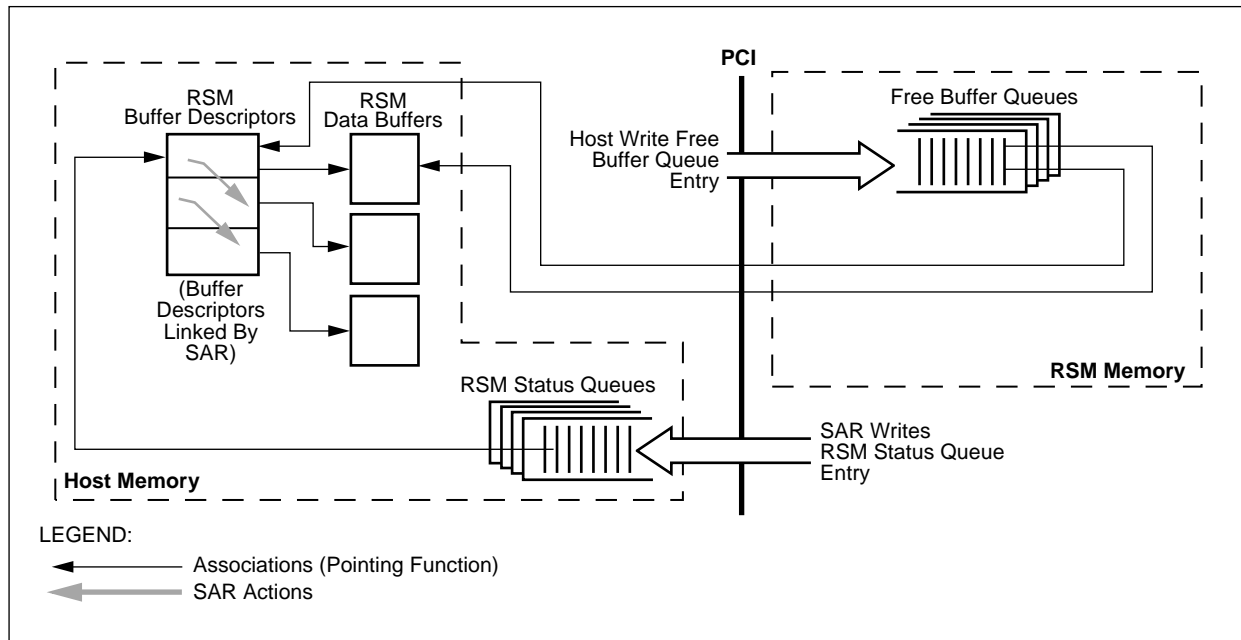 PCI
RSM
Buffer Descriptors
RSM
Data Buffers
Free Buffer Queues
Host Write Free
Buffer Queue
Entry
(Buffer
Descriptors
Linked By
SAR)
RSM Memory
RSM Status Queues
SAR Writes
RSM Status Queue
Entry
Host Memory
LEGEND:
Associations (Pointing Function)
SAR Actions